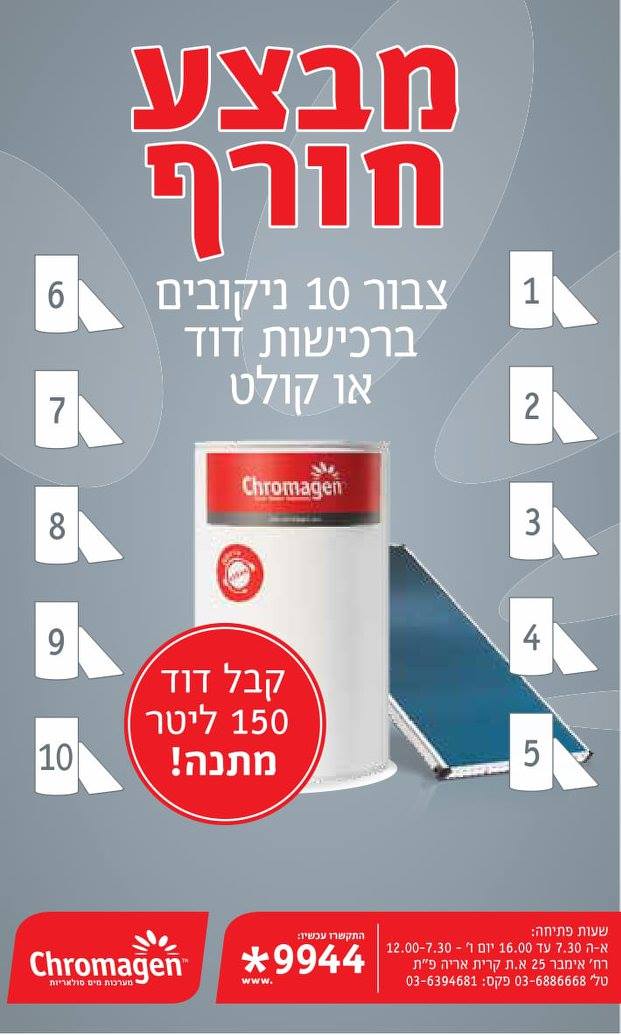 מבצע
חורף
צבור 10 ניקובים
ברכישות דוד
או קולט
1
2
3
4
5
6
7
8
9
10
Chromagen
קבל דוד
150 ליטר
מתנה!
שעות פתיחה:
א-ה 7.30 עד 16.00 יום ו' - 12.00-7.30
רח' אימבר 25 א.ת קרית אריה פ"ת
טל' 03-6886668 פקס: 03-6394681
התקשרו עכשיו:
*9944
www.
Chromagen™
מערכות מים סולאריות